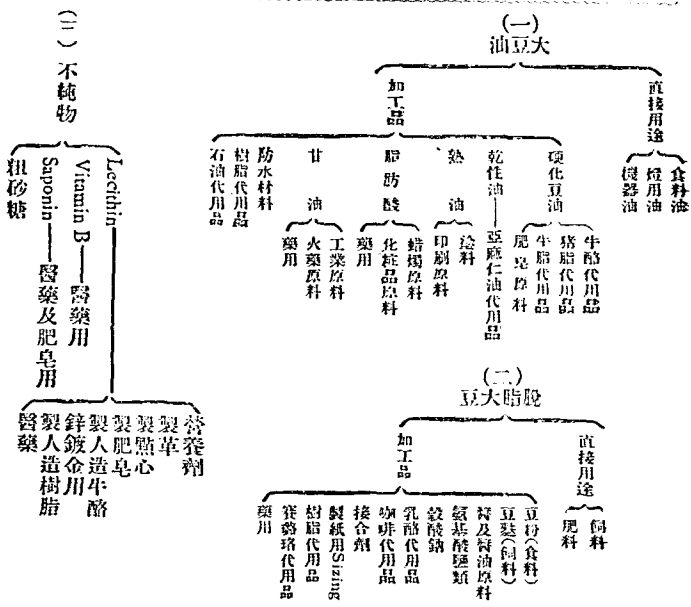 (一)
大豆油
直接用途
食料油
燈用油
機器油
加工品
硬化豆油
牛酪代用品
猪脂代用品
牛脂代用品
肥皂原料
乾性油——亞麻仁油代用品
熟油
塗料
印刷原料
脂肪酸
蜡燭原料
化粧品原料
藥用
甘油
工業原料
火藥原料
藥用
防水材料
樹脂代用品
石油代用品
(二)
脫脂大豆
直接用途
飼料
肥料
加工品
豆粉(食料)
豆麩(飼料)
醬及醬油原料
氨基酸鹽類
穀酸鈉
乳酪代用品
咖啡代用品
接合劑
製紙用Sizing
樹脂代用品
賽璐珞代用品
藥用
(三) 不純物
Lecithin
營養劑
製革
製點心
製肥皂
製人造牛酪
鋅鍍金用
製人造樹脂
醫藥
Vitamin B——醫藥用
Saponin——醫藥及肥皂用
粗砂糖